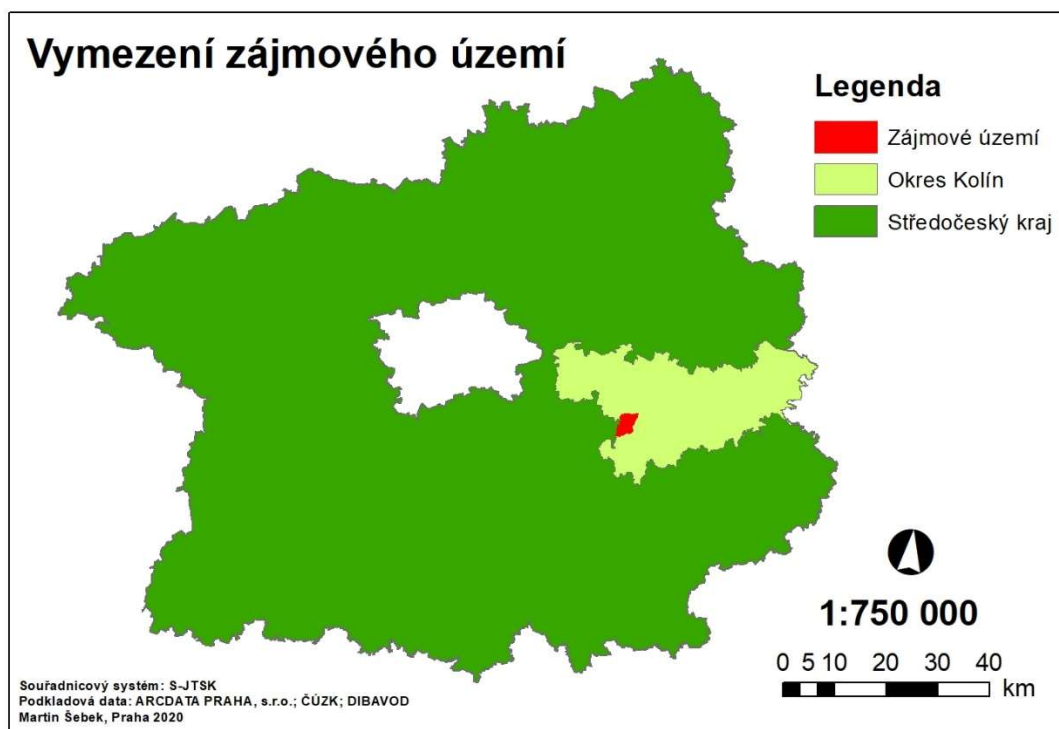 Vymezení zájmového území
Legenda
Zájmové území
Okres Kolín
Středočeský kraj
1:750 000
0 5 10 20 30 40
km
Souřadnicový systém: S-JTSK
Podkladová data: ARCDATA PRAHA, s.r.o.; ČÚZK; DIBAVOD
Martin Šebek, Praha 2020